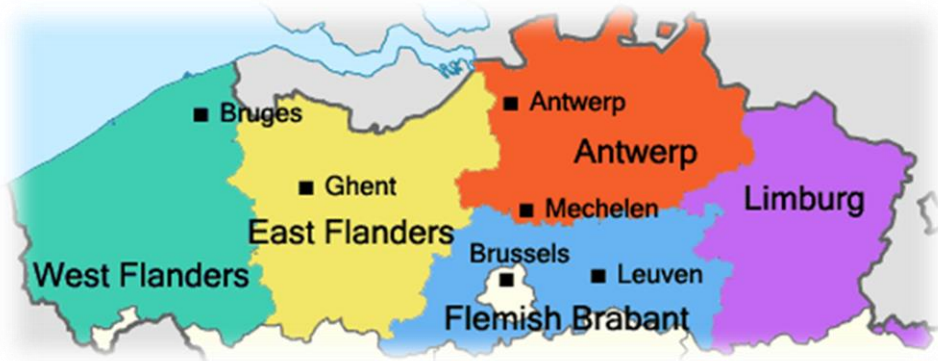 Bruges
Antwerp
Antwerp
Ghent
Limburg
Mechelen
East Flanders
Brussels
West Flanders
Leuven
Flemish Brabant